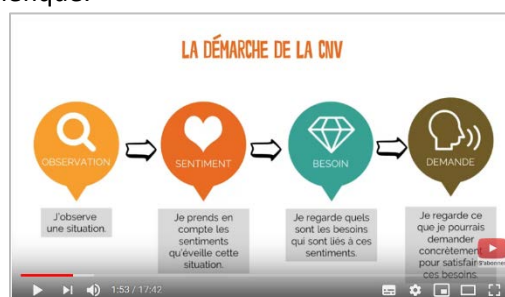 LA DÉMARCHE DE LA CNV
OBSERVATION
SENTIMENT
BESOIN
DEMANDE
J'observe
une situation.
Je prends en
compte les
sentiments
qu'éveille cette
situation.
Je regarde quels
sont les besoins
qui sont liés à ces
sentiments.
Je regarde ce
que je pourrais
demander
concrètement
pour satisfaire
ces besoins.
S'abonner
1:53 / 17:42